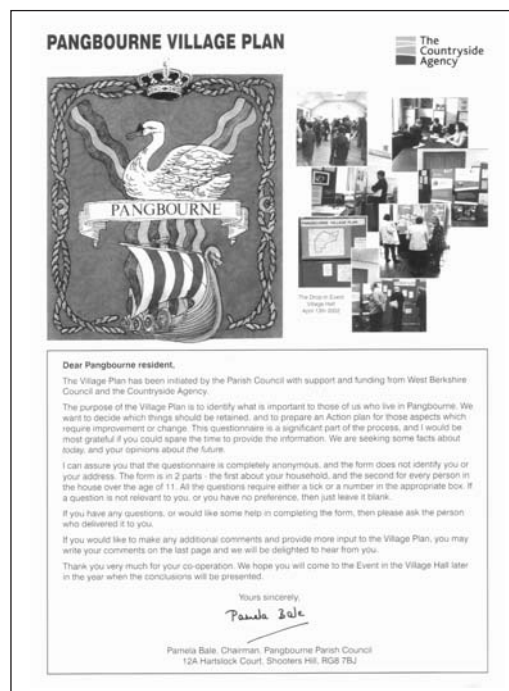 PANGBOURNE VILLAGE PLAN
The
Countryside
Agency
PANGBOURNE
PANGBOURNE VILLAGE PLAN
The Drop-in Event
Village Hall
April 13th 2002
Dear Pangbourne resident,
The Village Plan has been initiated by the Parish Council with support and funding from West Berkshire
Council and the Countryside Agency.
The purpose of the Village Plan is to identify what is important to those of us who live in Pangbourne. We
want to decide which things should be retained, and to prepare an Action plan for those aspects which
require improvement or change. This questionnaire is a significant part of the process, and I would be
most grateful if you could spare the time to provide the information. We are seeking some facts about
today, and your opinions about the future.
I can assure you that the questionnaire is completely anonymous, and the form does not identify you or
your address. The form is in 2 parts - the first about your household, and the second for every person in
the house over the age of 11. All the questions require either a tick or a number in the appropriate box. If
a question is not relevant to you, or you have no preference, then just leave it blank.
If you have any questions, or would like some help in completing the form, then please ask the person
who delivered it to you.
If you would like to make any additional comments and provide more input to the Village Plan, you may
write your comments on the last page and we will be delighted to hear from you.
Thank you very much for your co-operation. We hope you will come to the Event in the Village Hall later
in the year when the conclusions will be presented.
Yours sincerely,
Pamela Bale
Pamela Bale, Chairman, Pangbourne Parish Council
12A Hartslock Court, Shooters Hill, RG8 7BJ